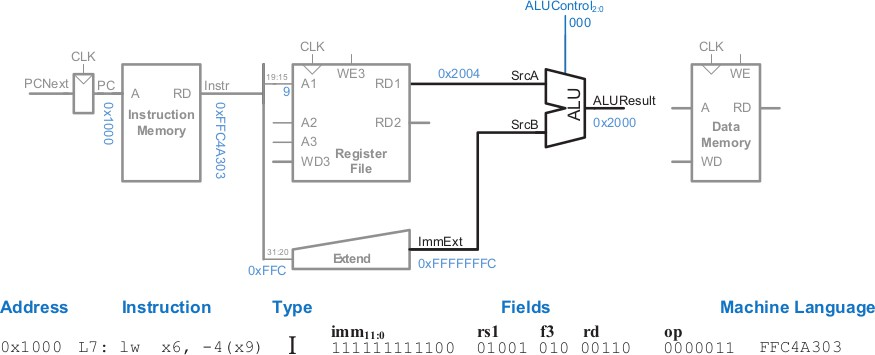 ALUControl2:0
000
CLK
CLK
CLK
PCNext
PC
A
RD
Instruction
Memory
0x1000
Instr
0xFFC4A303
19:15
9
A1
WE3
RD1
0x2004
SrcA
A2
RD2
A3
WD3
Register
File
SrcB
ALU
ALUResult
0x2000
WE
A
RD
Data
Memory
WD
31:20
0xFFC
Extend
ImmExt
0xFFFFFFFC
Address Instruction Type Fields Machine Language
imm11:0 rs1 f3 rd op
0x1000 L7: lw x6, -4(x9) I 111111111100 01001 010 00110 0000011 FFC4A303